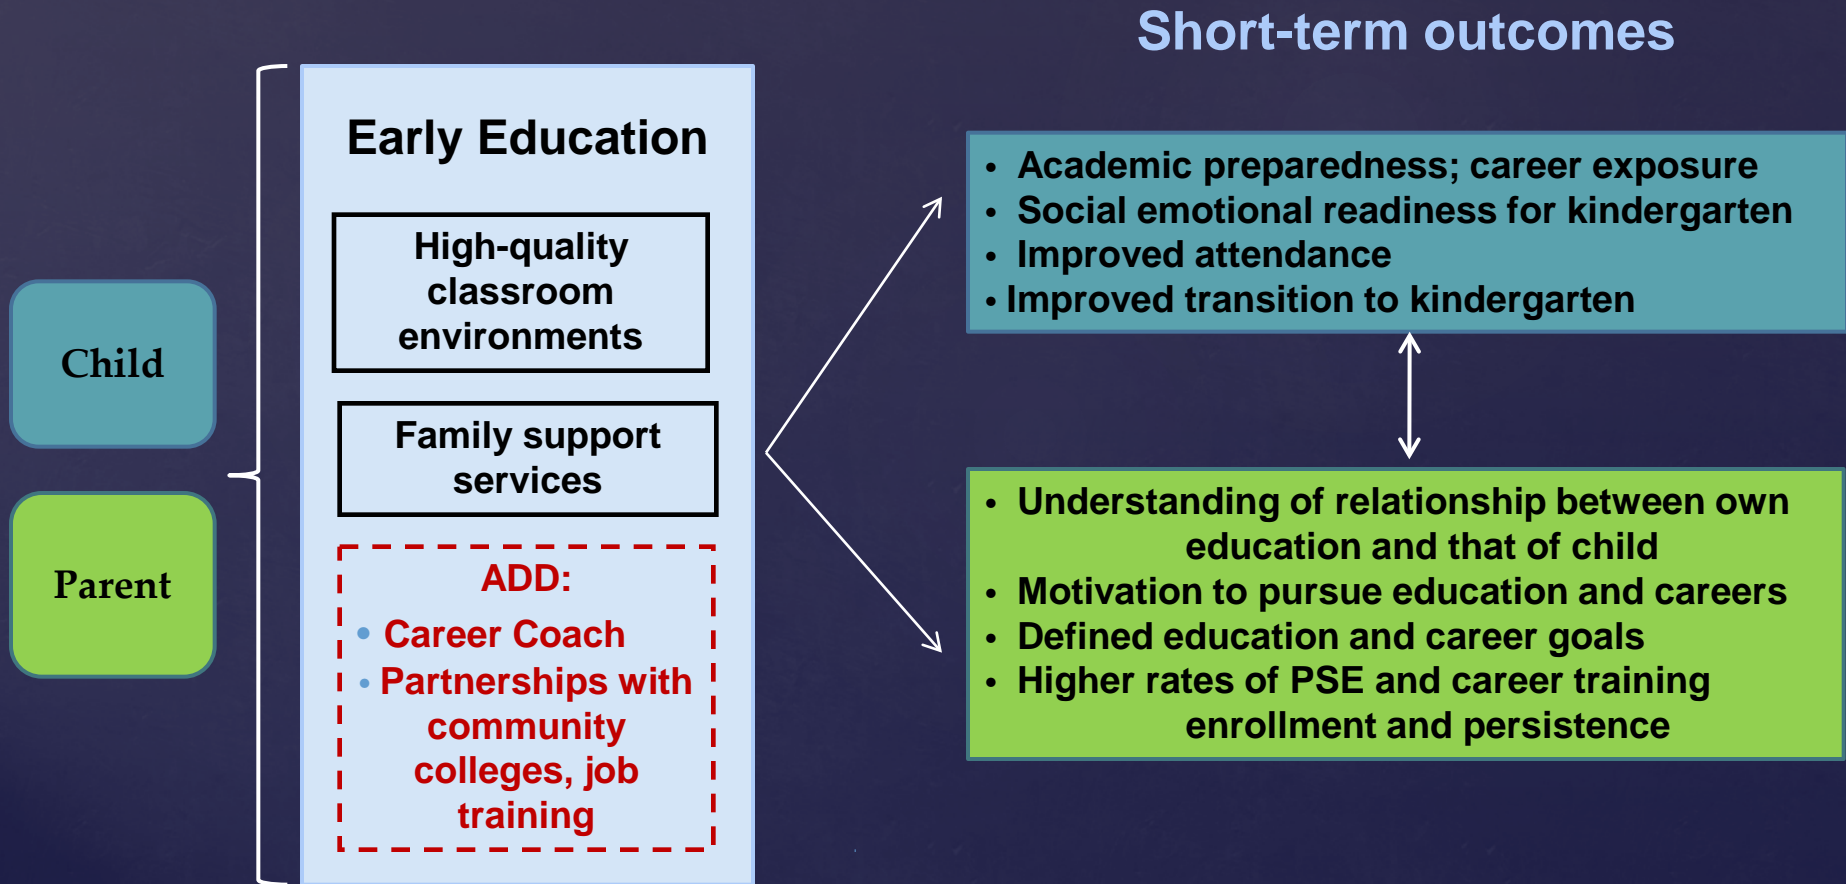 Short-term outcomes
Child
Parent
Early Education
High-quality
classroom
environments
Family support
services
ADD:
• Career Coach
• Partnerships with
community
colleges, job
training
• Academic preparedness; career exposure
• Social emotional readiness for kindergarten
• Improved attendance
• Improved transition to kindergarten
• Understanding of relationship between own
education and that of child
• Motivation to pursue education and careers
• Defined education and career goals
• Higher rates of PSE and career training
enrollment and persistence